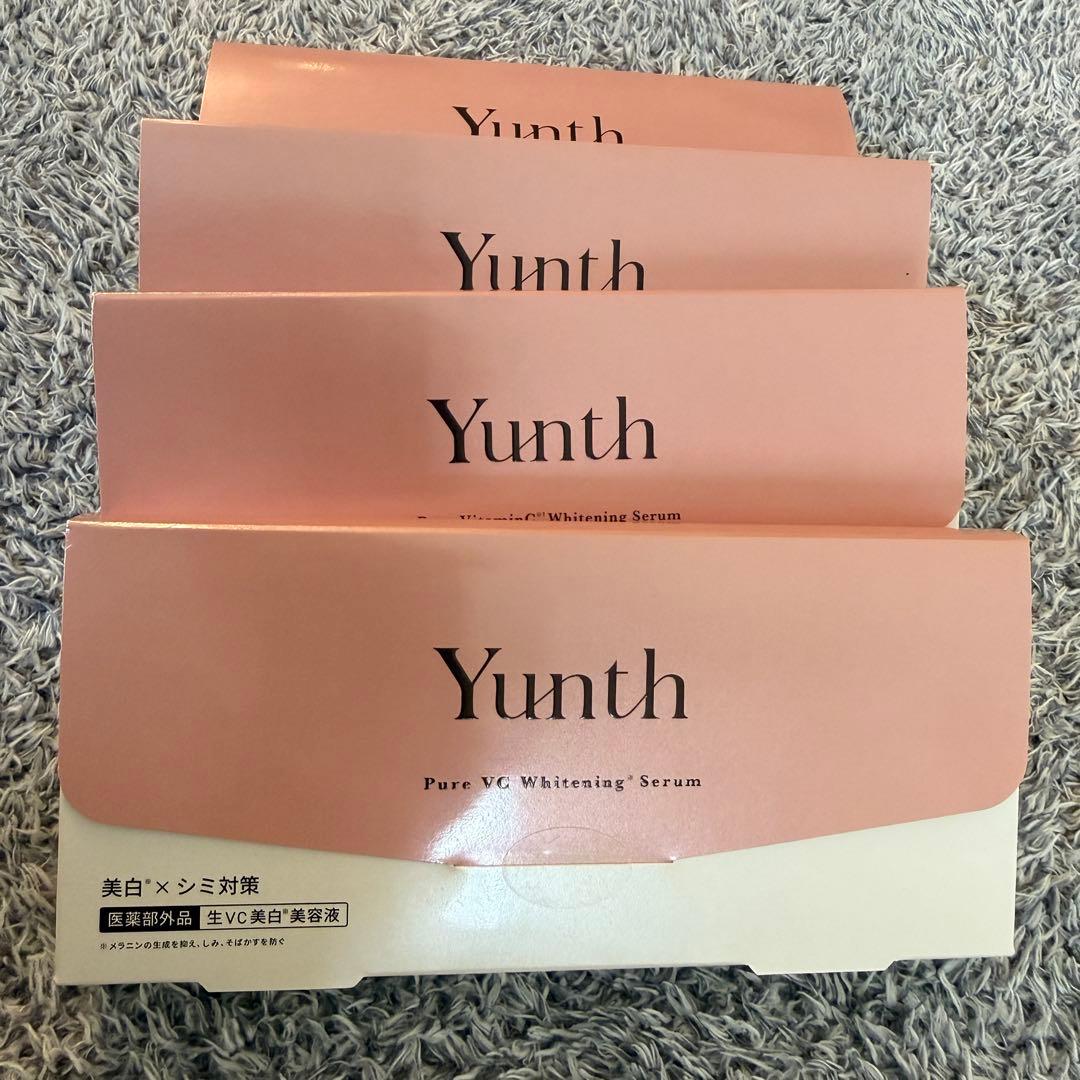 Yunth
Yunth
Yunth
VitaminC※1 Whitening Serum
Yunth
Pure VC Whitening※ Serum
美白※×シミ対策
医薬部外品 生VC美白※美容液
※メラニンの生成を抑え、しみ、そばかすを防ぐ